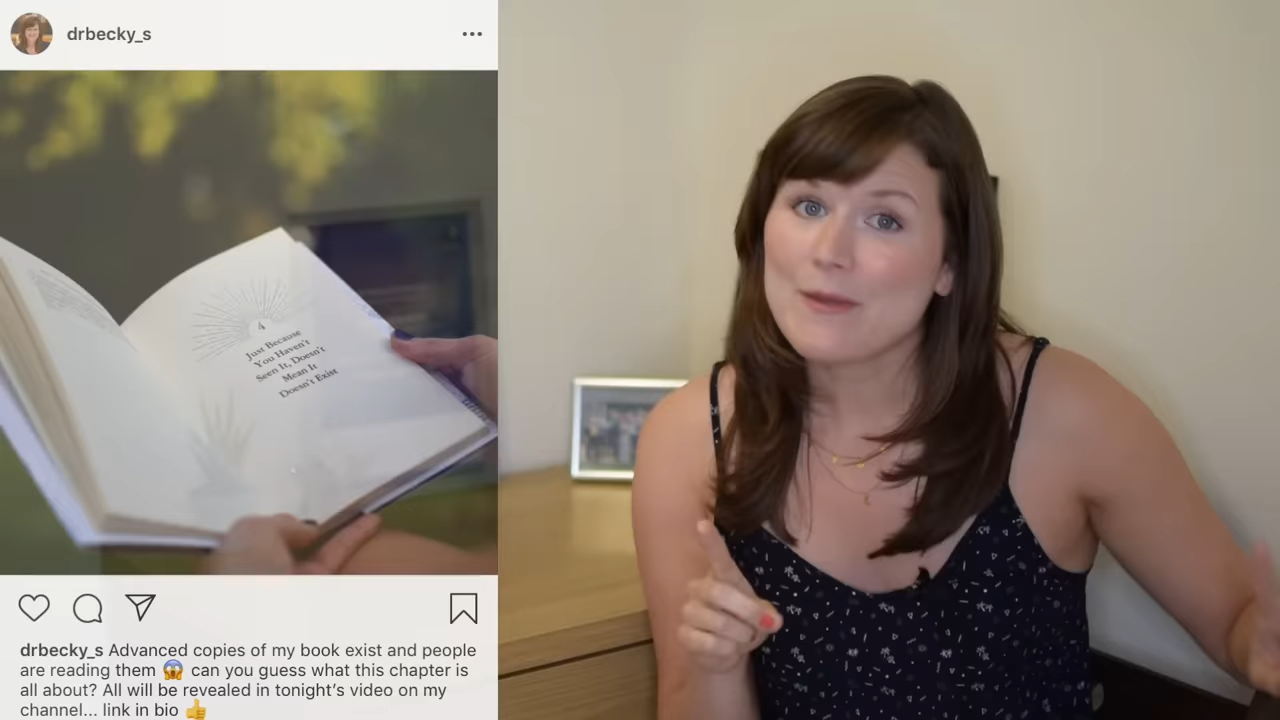 drbecky_s
4
Just Because
You Haven't
Seen It, Doesn't
Mean It
Doesn't Exist
drbecky_s Advanced copies of my book exist and people
are reading them 😱 can you guess what this chapter is
all about? All will be revealed in tonight's video on my
channel... link in bio 👍